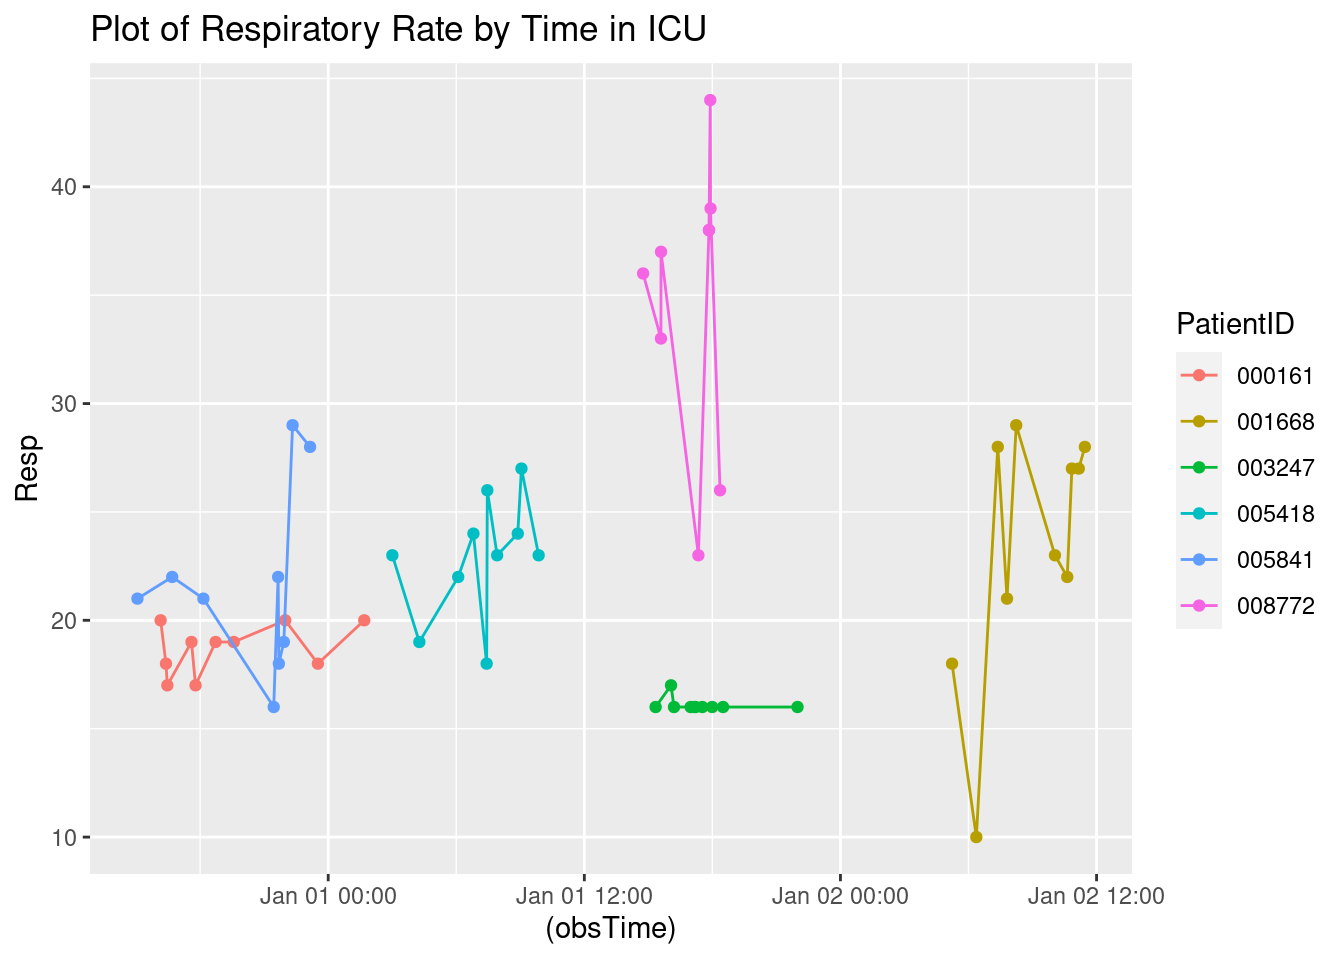 Plot of Respiratory Rate by Time in ICU
Resp
40
30
20
10
Jan 01 00:00
Jan 01 12:00
Jan 02 00:00
Jan 02 12:00
(obsTime)
PatientID
000161
001668
003247
005418
005841
008772